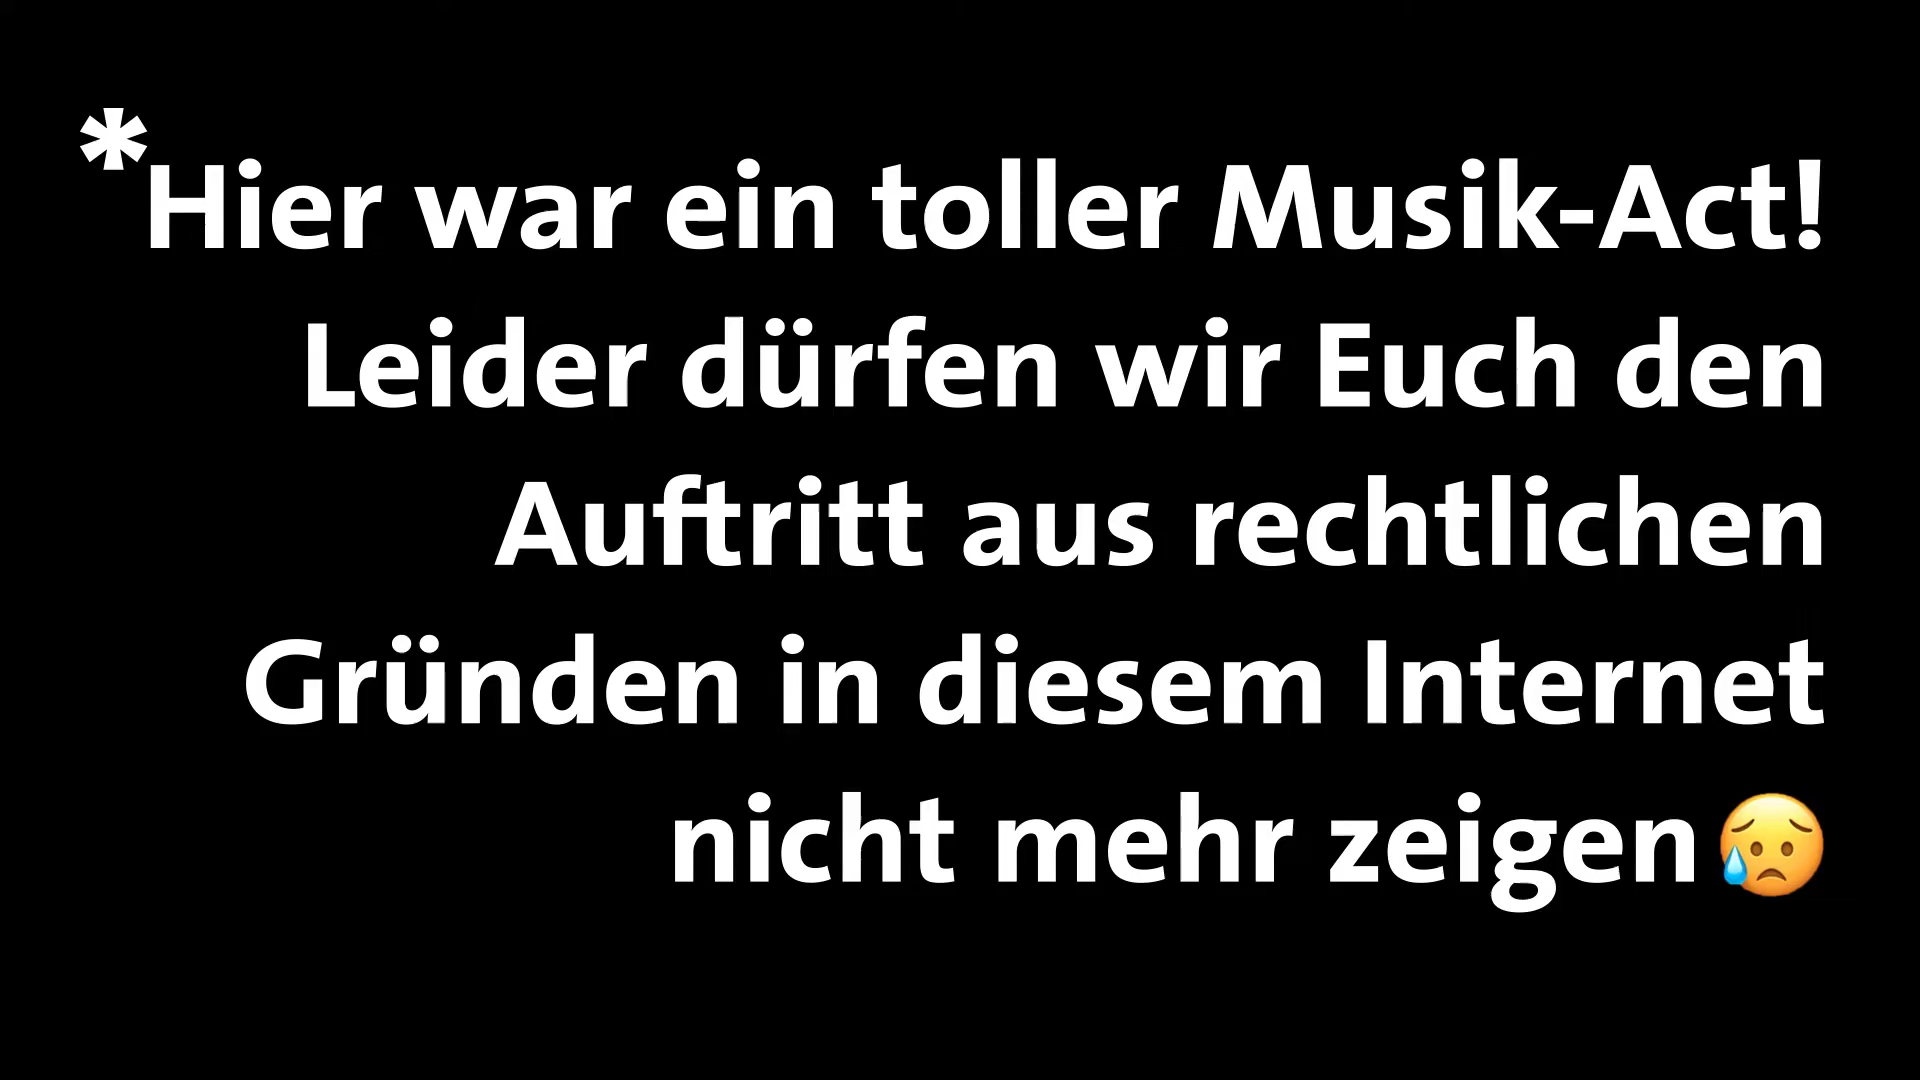 *Hier war ein toller Musik-Act!
Leider dürfen wir Euch den
Auftritt aus rechtlichen
Gründen in diesem Internet
nicht mehr zeigen😥